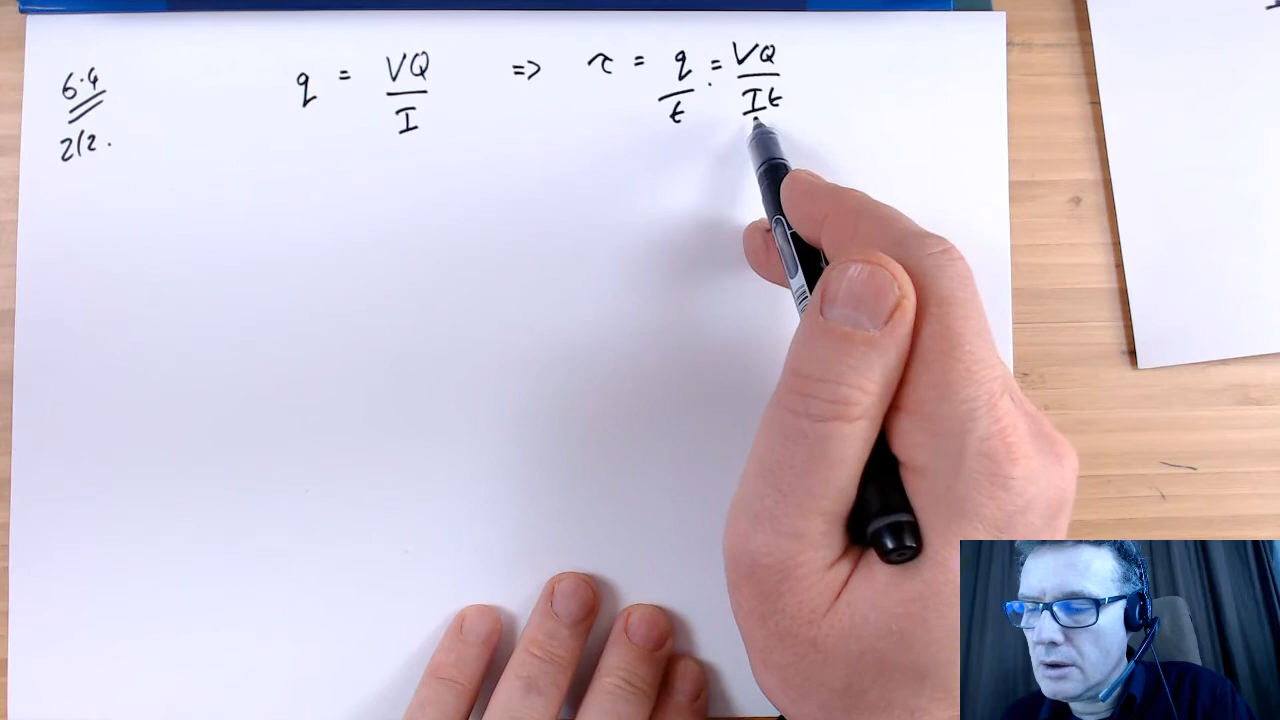 6.4
2/2.
q = VQ/I => τ = q/t = VQ/It